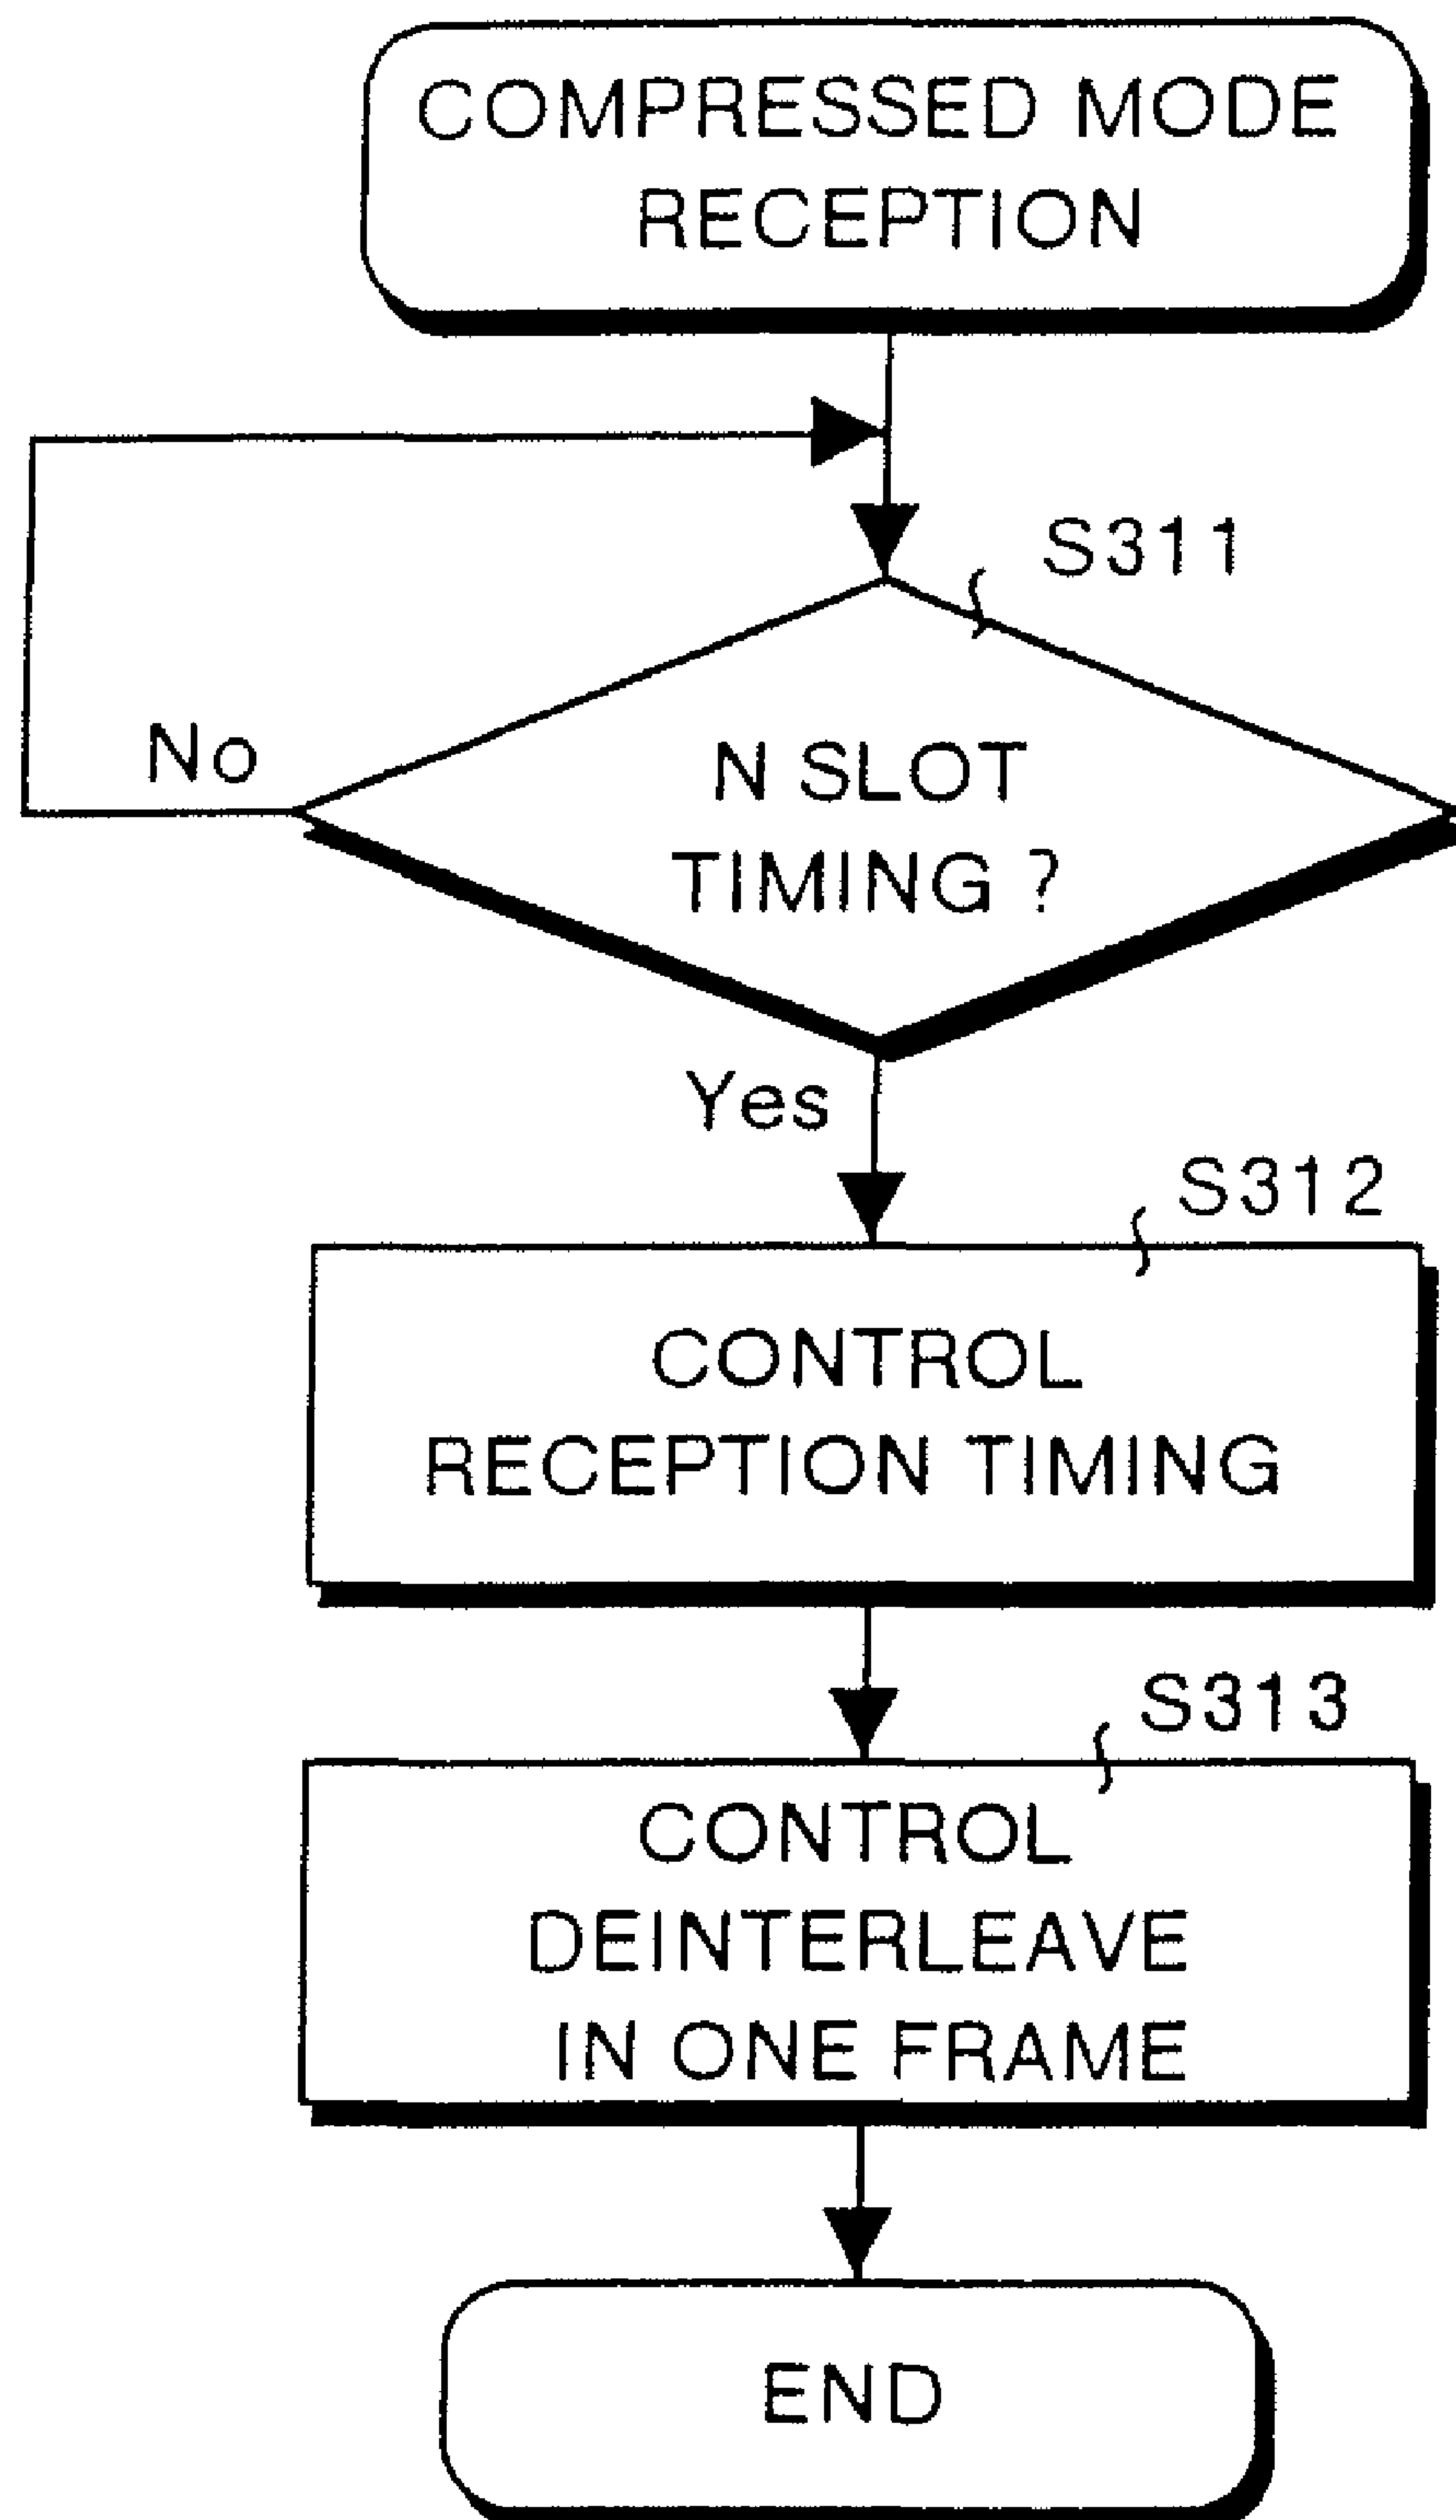 COMPRESSED MODE
RECEPTION
S311
No
N SLOT
TIMING ?
Yes
S312
CONTROL
RECEPTION TIMING
S313
CONTROL
DEINTERLEAVE
IN ONE FRAME
END